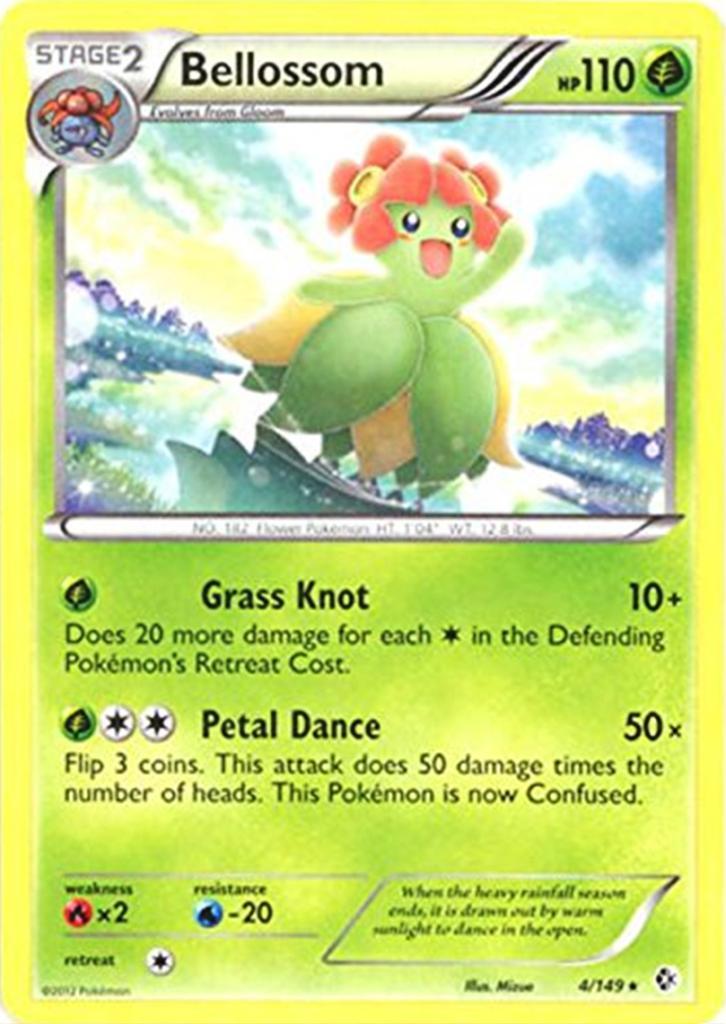 STAGE2 Bellossom HP110
Evolves from Gloom
NO. 182 Flower Pokémon HT. 1'04" WT. 12.8 lbs.
Grass Knot 10+
Does 20 more damage for each in the Defending
Pokémon's Retreat Cost.
Petal Dance 50×
Flip 3 coins. This attack does 50 damage times the
number of heads. This Pokémon is now Confused.
weakness resistance
×2 -20
When the heavy rainfall season
ends, it is drawn out by warm
sunlight to dance in the open.
retreat
©2012 Pokémon Illus. Mizue 4/149 ★